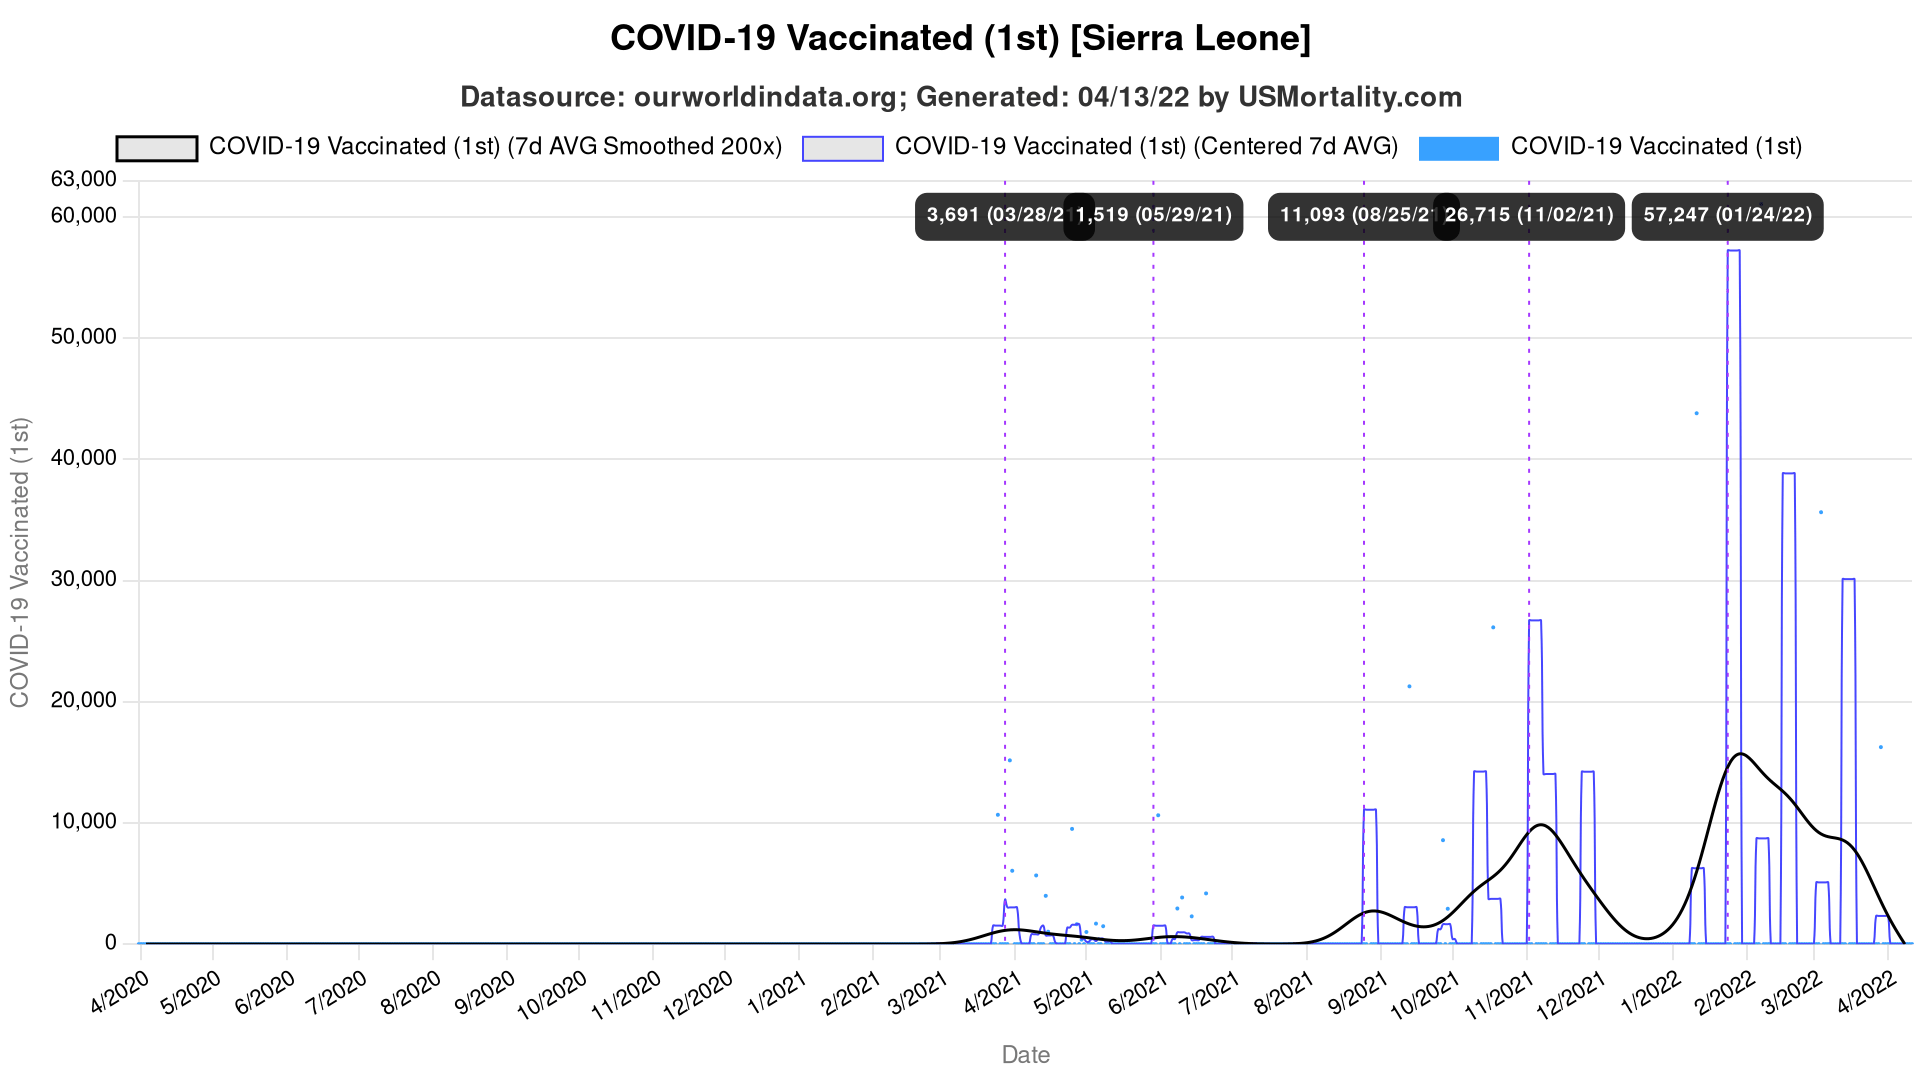 COVID-19 Vaccinated (1st) [Sierra Leone]
Datasource: ourworldindata.org; Generated: 04/13/22 by USMortality.com
COVID-19 Vaccinated (1st) (7d AVG Smoothed 200x) COVID-19 Vaccinated (1st) (Centered 7d AVG) COVID-19 Vaccinated (1st)
63,000
60,000
3,691 (03/28/21) 1,519 (05/29/21) 11,093 (08/25/21) 26,715 (11/02/21) 57,247 (01/24/22)
50,000
40,000
30,000
20,000
10,000
0
COVID-19 Vaccinated (1st)
4/2020 5/2020 6/2020 7/2020 8/2020 9/2020 10/2020 11/2020 12/2020 1/2021 2/2021 3/2021 4/2021 5/2021 6/2021 7/2021 8/2021 9/2021 10/2021 11/2021 12/2021 1/2022 2/2022 3/2022 4/2022
Date